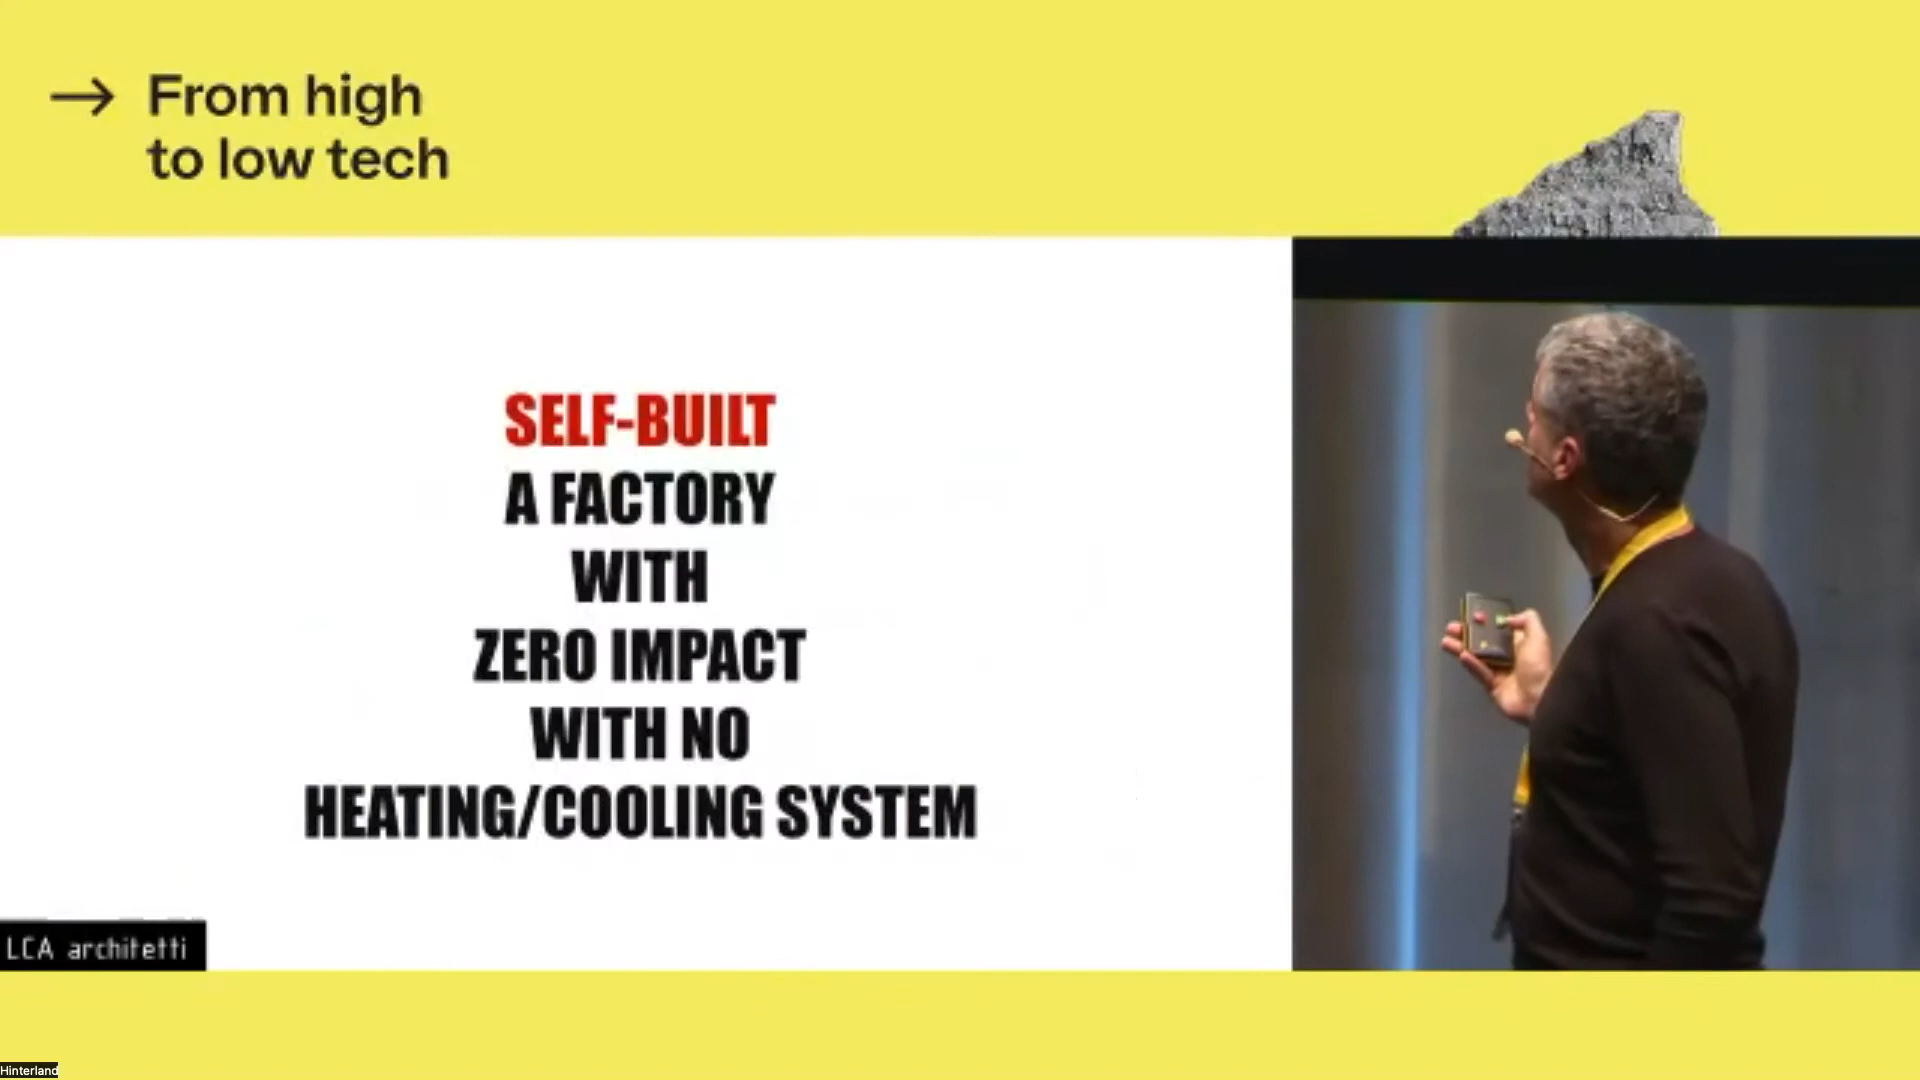 → From high
to low tech
SELF-BUILT
A FACTORY
WITH
ZERO IMPACT
WITH NO
HEATING/COOLING SYSTEM
LCA architetti
Hinterland